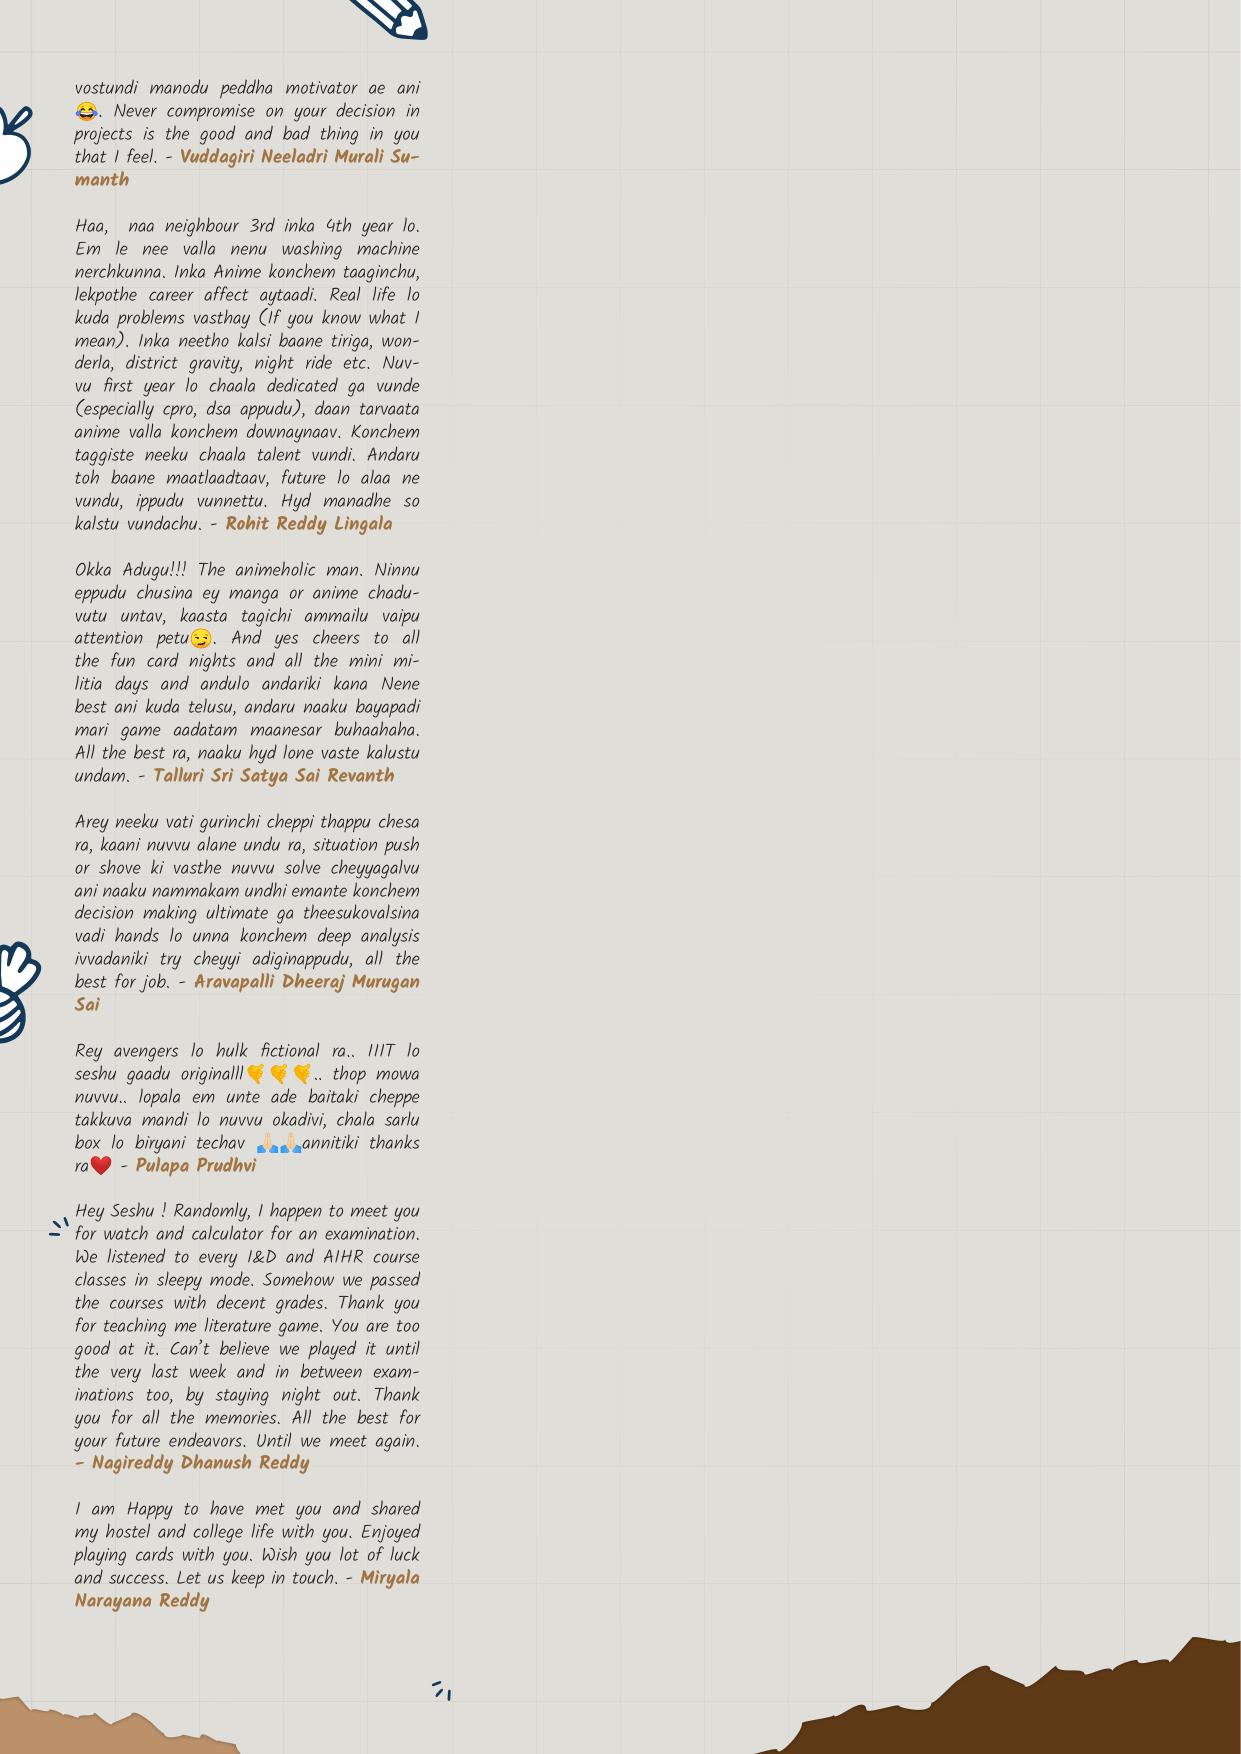 vostundi manodu peddha motivator ae ani
😂. Never compromise on your decision in
projects is the good and bad thing in you
that I feel. - Vuddagiri Neeladri Murali Su-
manth
Haa, naa neighbour 3rd inka 4th year lo.
Em le nee valla nenu washing machine
nerchkunna. Inka Anime konchem taaginchu,
lekpothe career affect aytaadi. Real life lo
kuda problems vasthay (If you know what I
mean). Inka neetho kalsi baane tiriga, won-
derla, district gravity, night ride etc. Nuv-
vu first year lo chaala dedicated ga vunde
(especially cpro, dsa appudu), daan tarvaata
anime valla konchem downaynaav. Konchem
taggiste neeku chaala talent vundi. Andaru
toh baane maatlaadtaav, future lo alaa ne
vundu, ippudu vunnettu. Hyd manadhe so
kalstu vundachu. - Rohit Reddy Lingala
Okka Adugu!!! The animeholic man. Ninnu
eppudu chusina ey manga or anime chadu-
vutu untav, kaasta tagichi ammailu vaipu
attention petu😏. And yes cheers to all
the fun card nights and all the mini mi-
litia days and andulo andariki kana Nene
best ani kuda telusu, andaru naaku bayapadi
mari game aadatam maanesar buhaahaha.
All the best ra, naaku hyd lone vaste kalustu
undam. - Talluri Sri Satya Sai Revanth
Arey neeku vati gurinchi cheppi thappu chesa
ra, kaani nuvvu alane undu ra, situation push
or shove ki vasthe nuvvu solve cheyyagalvu
ani naaku nammakam undhi emante konchem
decision making ultimate ga theesukovalsina
vadi hands lo unna konchem deep analysis
ivvadaniki try cheyyi adiginappudu, all the
best for job. - Aravapalli Dheeraj Murugan
Sai
Rey avengers lo hulk fictional ra.. IIIT lo
seshu gaadu originalll🤙🤙🤙.. thop mowa
nuvvu.. lopala em unte ade baitaki cheppe
takkuva mandi lo nuvvu okadivi, chala sarlu
box lo biryani techav 🙏🏻🙏🏻annitiki thanks
ra❤️ - Pulapa Prudhvi
Hey Seshu ! Randomly, I happen to meet you
for watch and calculator for an examination.
We listened to every I&D and AIHR course
classes in sleepy mode. Somehow we passed
the courses with decent grades. Thank you
for teaching me literature game. You are too
good at it. Can’t believe we played it until
the very last week and in between exam-
inations too, by staying night out. Thank
you for all the memories. All the best for
your future endeavors. Until we meet again.
- Nagireddy Dhanush Reddy
I am Happy to have met you and shared
my hostel and college life with you. Enjoyed
playing cards with you. Wish you lot of luck
and success. Let us keep in touch. - Miryala
Narayana Reddy